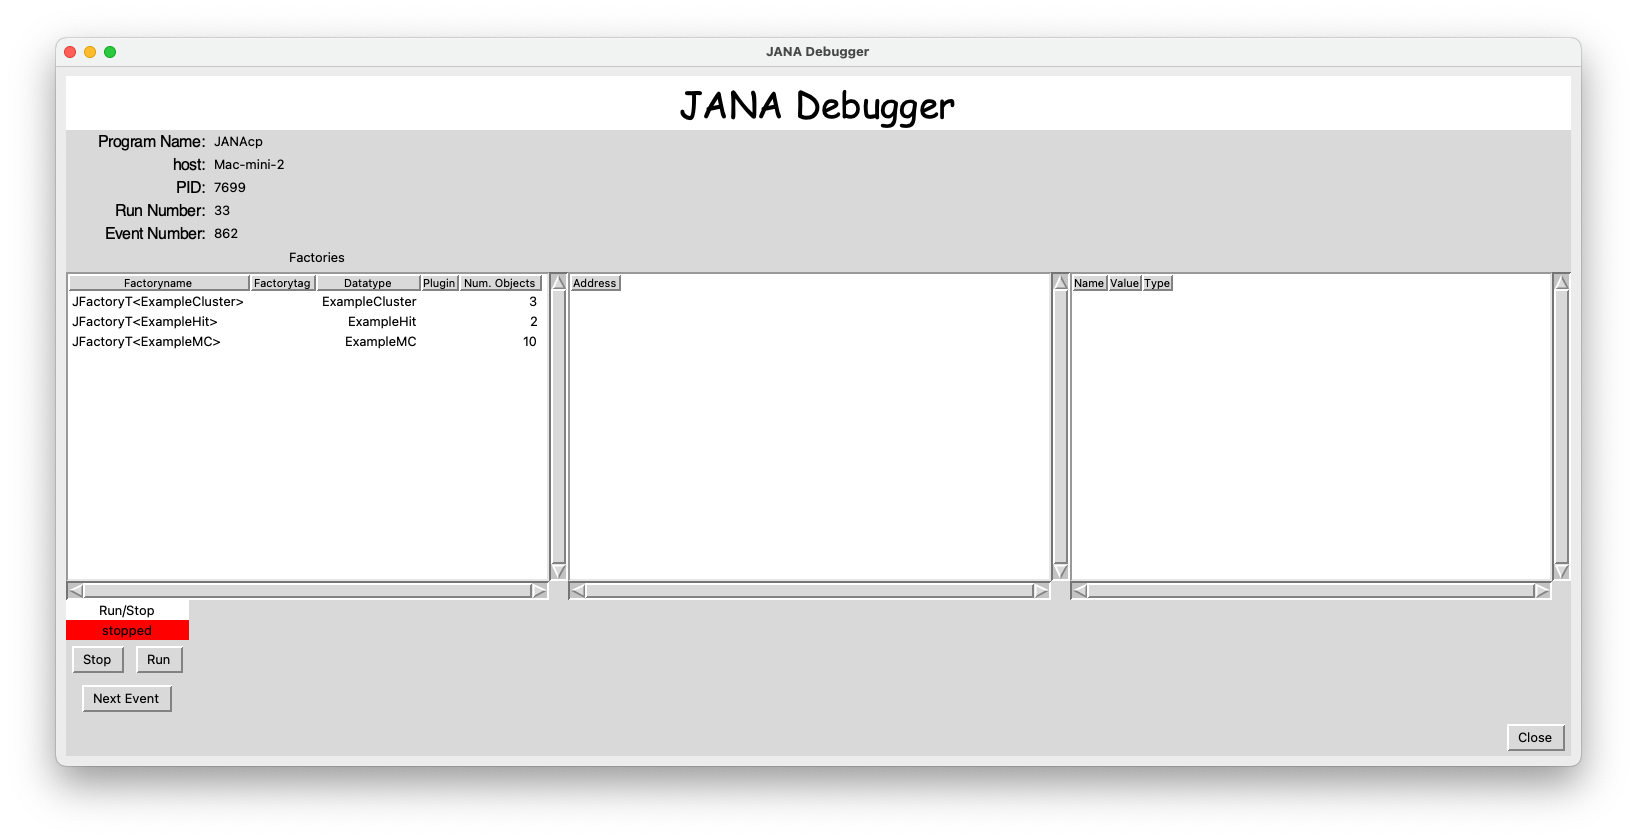 JANA Debugger
JANA Debugger
Program Name: JANAcp
host: Mac-mini-2
PID: 7699
Run Number: 33
Event Number: 862
Factories
Factoryname Factorytag Datatype Plugin Num. Objects Address Name Value Type
JFactoryT<ExampleCluster> ExampleCluster 3
JFactoryT<ExampleHit> ExampleHit 2
JFactoryT<ExampleMC> ExampleMC 10
Run/Stop
stopped
Stop Run
Next Event
Close